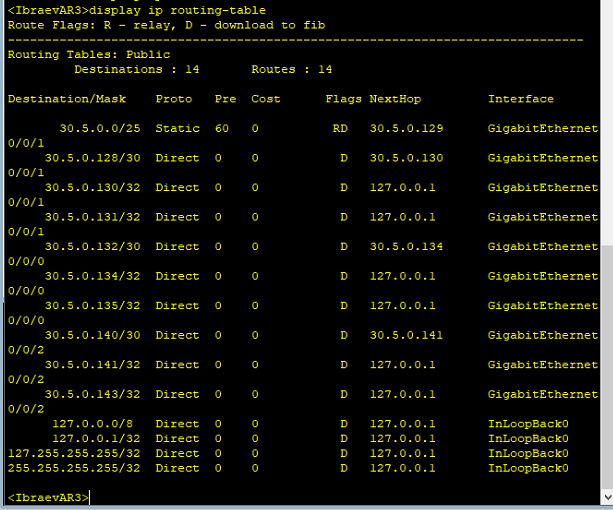 <IbraevAR3>display ip routing-table
Route Flags: R - relay, D - download to fib
------------------------------------------------------------------------------
Routing Tables: Public
         Destinations : 14       Routes : 14

Destination/Mask    Proto   Pre  Cost      Flags NextHop         Interface

       30.5.0.0/25  Static  60   0          RD   30.5.0.129      GigabitEthernet
0/0/1
     30.5.0.128/30  Direct  0    0           D   30.5.0.130      GigabitEthernet
0/0/1
     30.5.0.130/32  Direct  0    0           D   127.0.0.1       GigabitEthernet
0/0/1
     30.5.0.131/32  Direct  0    0           D   127.0.0.1       GigabitEthernet
0/0/1
     30.5.0.132/30  Direct  0    0           D   30.5.0.134      GigabitEthernet
0/0/0
     30.5.0.134/32  Direct  0    0           D   127.0.0.1       GigabitEthernet
0/0/0
     30.5.0.135/32  Direct  0    0           D   127.0.0.1       GigabitEthernet
0/0/0
     30.5.0.140/30  Direct  0    0           D   30.5.0.141      GigabitEthernet
0/0/2
     30.5.0.141/32  Direct  0    0           D   127.0.0.1       GigabitEthernet
0/0/2
     30.5.0.143/32  Direct  0    0           D   127.0.0.1       GigabitEthernet
0/0/2
      127.0.0.0/8   Direct  0    0           D   127.0.0.1       InLoopBack0
      127.0.0.1/32  Direct  0    0           D   127.0.0.1       InLoopBack0
127.255.255.255/32  Direct  0    0           D   127.0.0.1       InLoopBack0
255.255.255.255/32  Direct  0    0           D   127.0.0.1       InLoopBack0

<IbraevAR3>